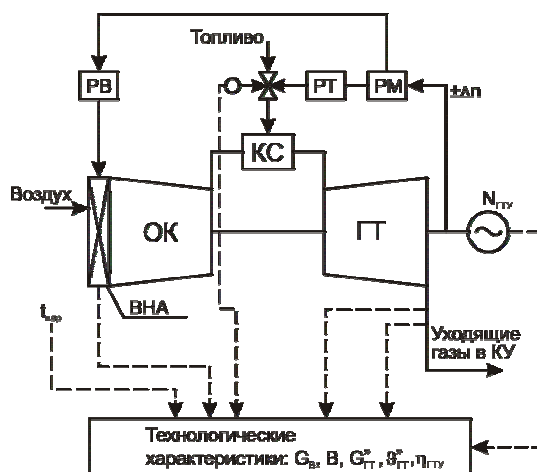 Топливо
РВ
РТ
РМ
±Δn
КС
Воздух
ОК
ГТ
Nгту
ВНА
tнар
Уходящие
газы в КУ
Технологические
характеристики: Gв, B, G*гт, ϑ*гт, ηгту